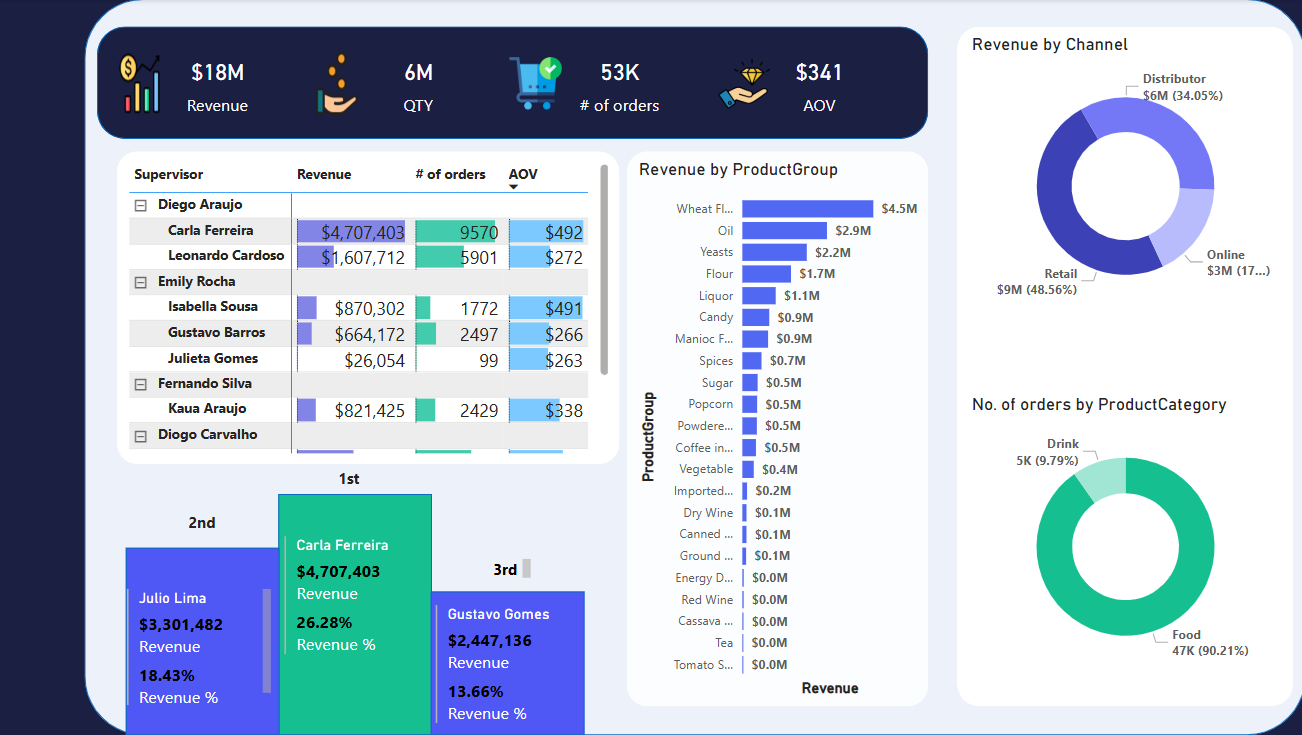 $18M
Revenue
6M
QTY
53K
# of orders
$341
AOV
Supervisor Revenue # of orders AOV
Diego Araujo
Carla Ferreira $4,707,403 9570 $492
Leonardo Cardoso $1,607,712 5901 $272
Emily Rocha
Isabella Sousa $870,302 1772 $491
Gustavo Barros $664,172 2497 $266
Julieta Gomes $26,054 99 $263
Fernando Silva
Kaua Araujo $821,425 2429 $338
Diogo Carvalho
2nd
Julio Lima
$3,301,482
Revenue
18.43%
Revenue %
1st
Carla Ferreira
$4,707,403
Revenue
26.28%
Revenue %
3rd
Gustavo Gomes
$2,447,136
Revenue
13.66%
Revenue %
Revenue by ProductGroup
ProductGroup
Wheat Fl... $4.5M
Oil $2.9M
Yeasts $2.2M
Flour $1.7M
Liquor $1.1M
Candy $0.9M
Manioc F... $0.9M
Spices $0.7M
Sugar $0.5M
Popcorn $0.5M
Powdere... $0.5M
Coffee in... $0.5M
Vegetable $0.4M
Imported... $0.2M
Dry Wine $0.1M
Canned ... $0.1M
Ground ... $0.1M
Energy D... $0.0M
Red Wine $0.0M
Cassava ... $0.0M
Tea $0.0M
Tomato S... $0.0M
Revenue
Revenue by Channel
Distributor
$6M (34.05%)
Online
$3M (17...)
Retail
$9M (48.56%)
No. of orders by ProductCategory
Drink
5K (9.79%)
Food
47K (90.21%)